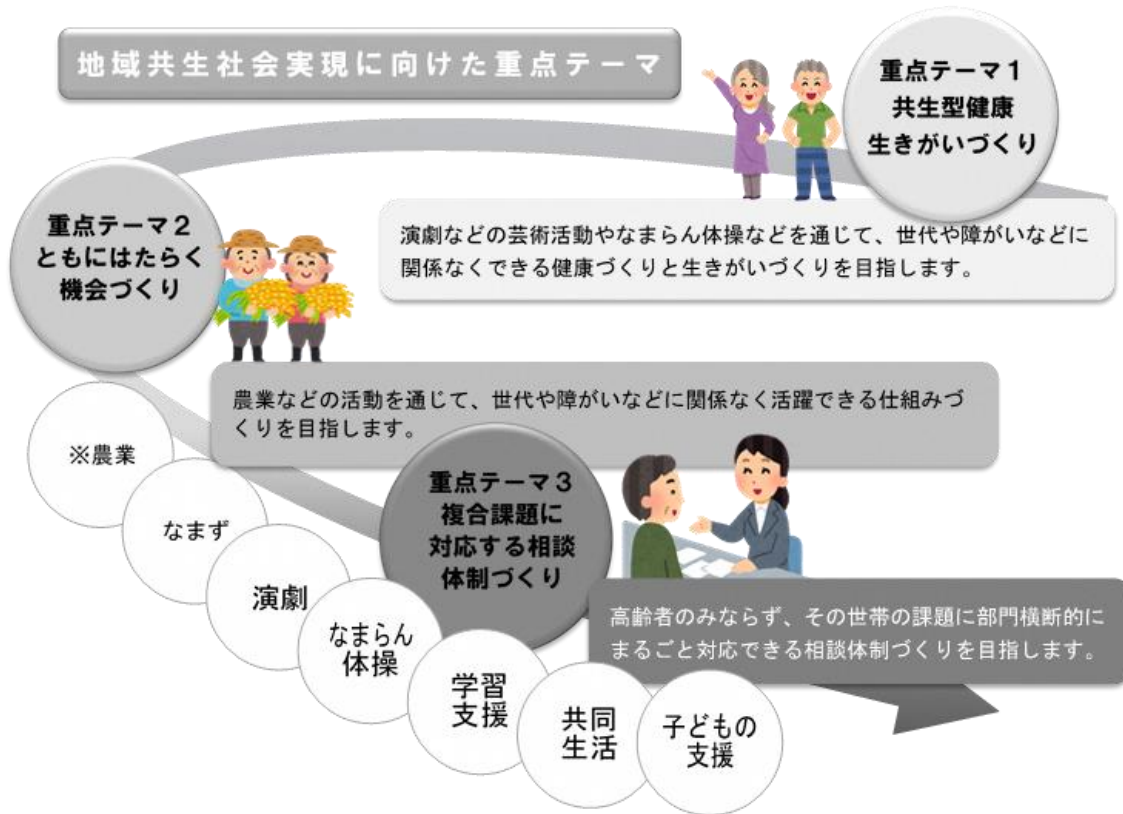 地域共生社会実現に向けた重点テーマ
重点テーマ１
共生型健康
生きがいづくり
演劇などの芸術活動やなまらん体操などを通じて、世代や障がいなどに
関係なくできる健康づくりと生きがいづくりを目指します。
重点テーマ２
ともにはたらく
機会づくり
農業などの活動を通じて、世代や障がいなどに関係なく活躍できる仕組みづ
くりを目指します。
重点テーマ３
複合課題に
対応する相談
体制づくり
高齢者のみならず、その世帯の課題に部門横断的に
まるごと対応できる相談体制づくりを目指します。
※農業
なまず
演劇
なまらん
体操
学習
支援
共同
生活
子どもの
支援